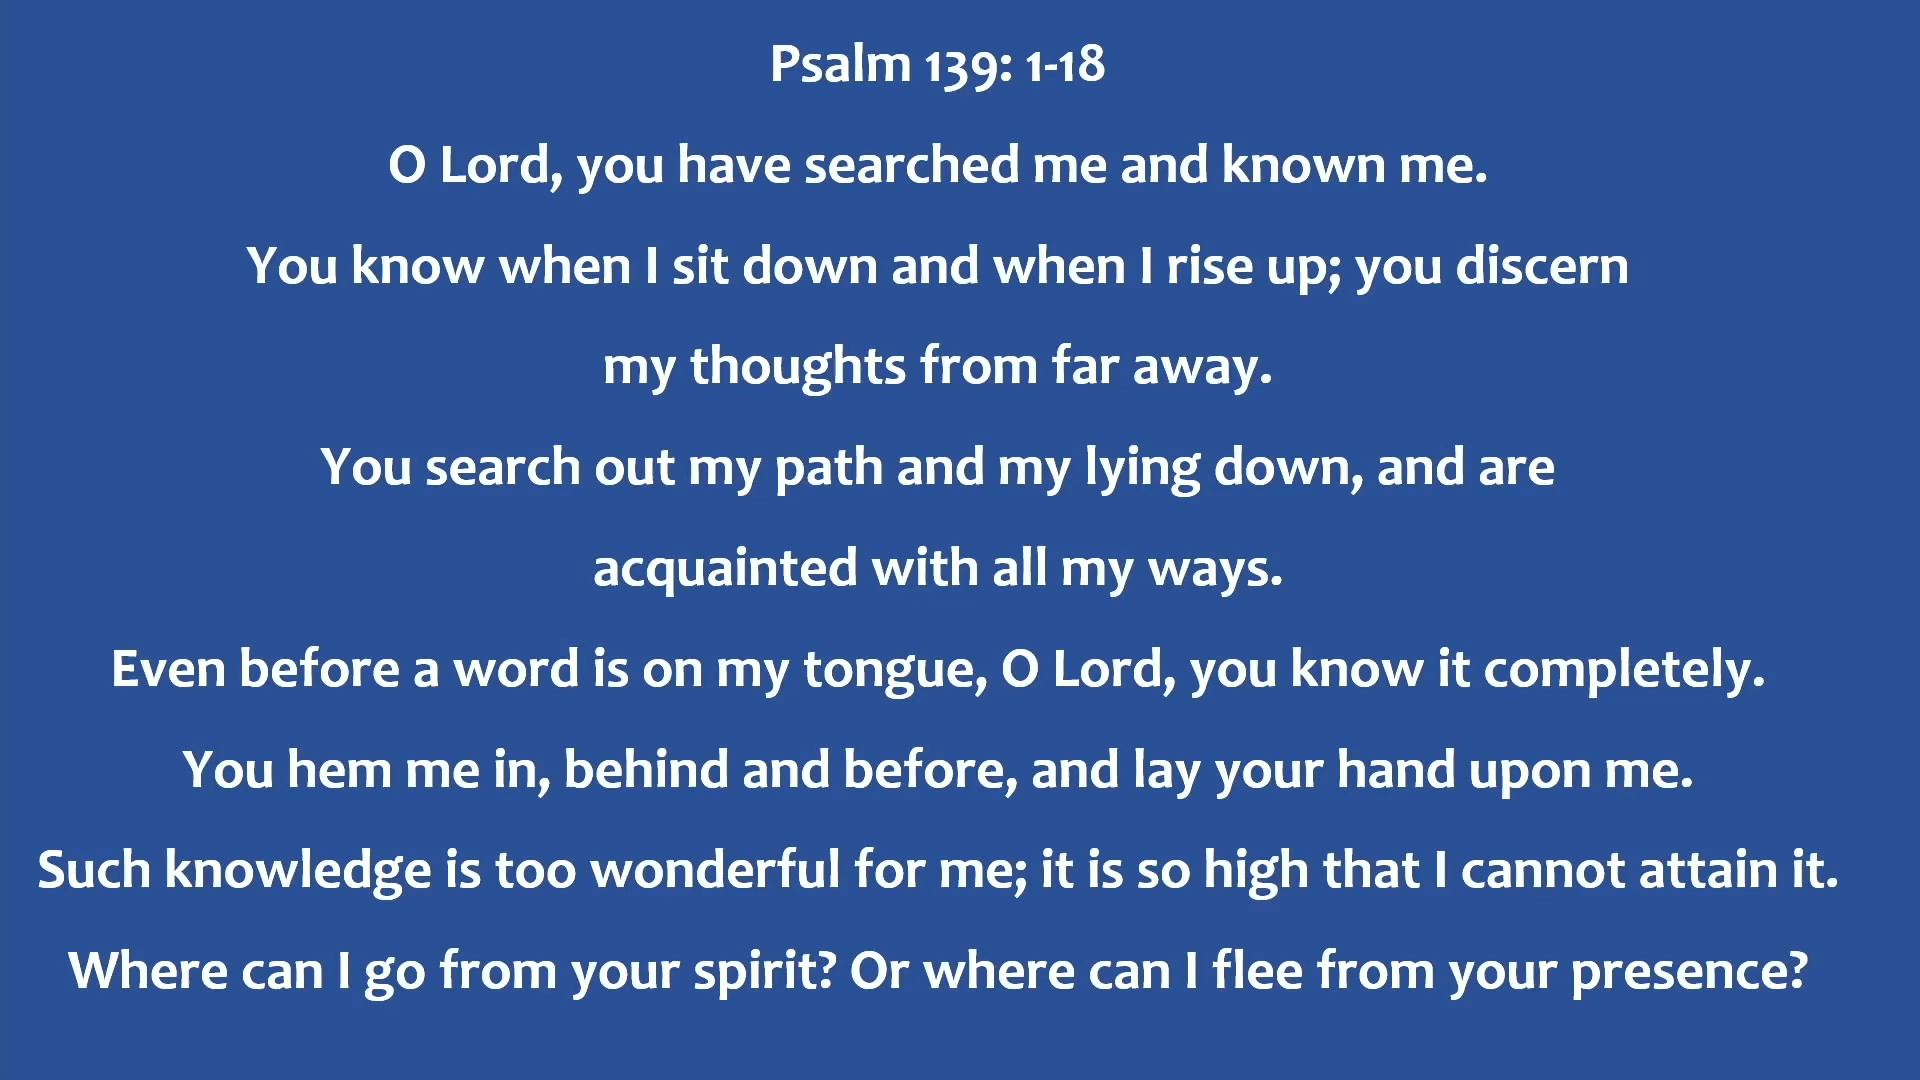 Psalm 139: 1-18
O Lord, you have searched me and known me.
You know when I sit down and when I rise up; you discern
my thoughts from far away.
You search out my path and my lying down, and are
acquainted with all my ways.
Even before a word is on my tongue, O Lord, you know it completely.
You hem me in, behind and before, and lay your hand upon me.
Such knowledge is too wonderful for me; it is so high that I cannot attain it.
Where can I go from your spirit? Or where can I flee from your presence?